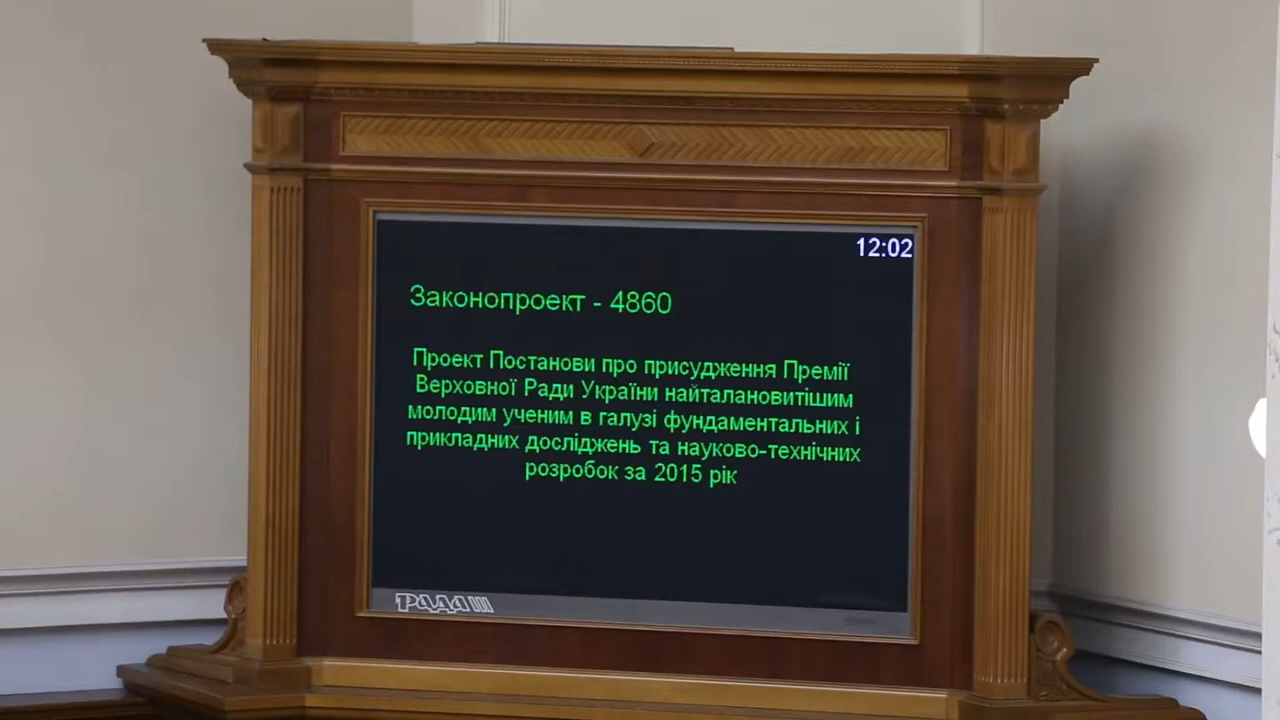 12:02
Законопроект - 4860
Проект Постанови про присудження Премії
Верховної Ради України найталановитішим
молодим ученим в галузі фундаментальних і
прикладних досліджень та науково-технічних
розробок за 2015 рік
РАДА III